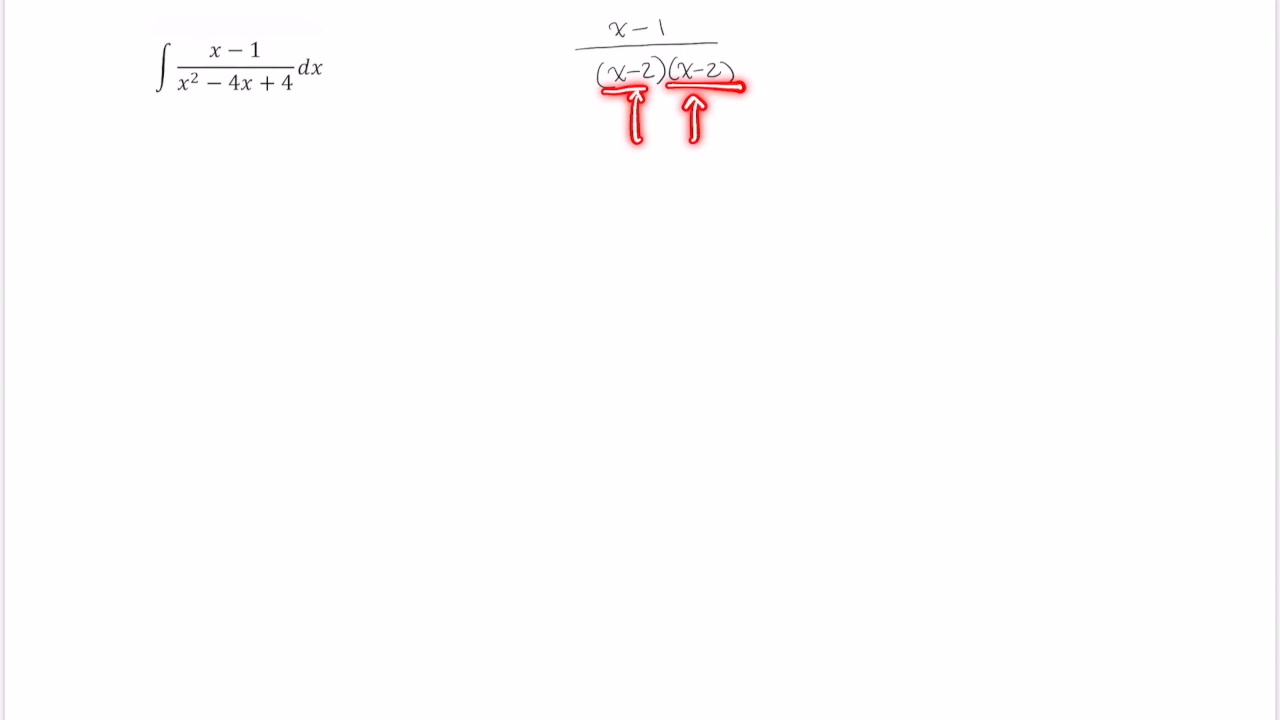 ∫ (x − 1)/(x² − 4x + 4) dx
x − 1
(x−2)(x−2)